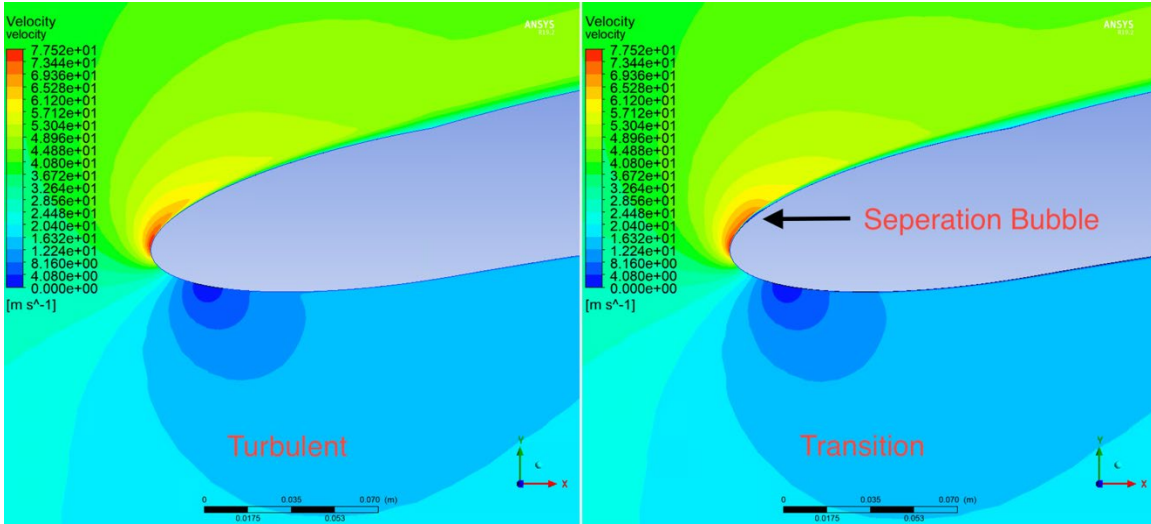 Velocity
velocity
7.752e+01
7.344e+01
6.936e+01
6.528e+01
6.120e+01
5.712e+01
5.304e+01
4.896e+01
4.488e+01
4.080e+01
3.672e+01
3.264e+01
2.856e+01
2.448e+01
2.040e+01
1.632e+01
1.224e+01
8.160e+00
4.080e+00
0.000e+00
[m s^-1]
ANSYS
Turbulent
Y
X
0 0.035 0.070 (m)
0.0175 0.053
Velocity
velocity
7.752e+01
7.344e+01
6.936e+01
6.528e+01
6.120e+01
5.712e+01
5.304e+01
4.896e+01
4.488e+01
4.080e+01
3.672e+01
3.264e+01
2.856e+01
2.448e+01
2.040e+01
1.632e+01
1.224e+01
8.160e+00
4.080e+00
0.000e+00
[m s^-1]
ANSYS
Seperation Bubble
Transition
Y
X
0 0.035 0.070 (m)
0.0175 0.053